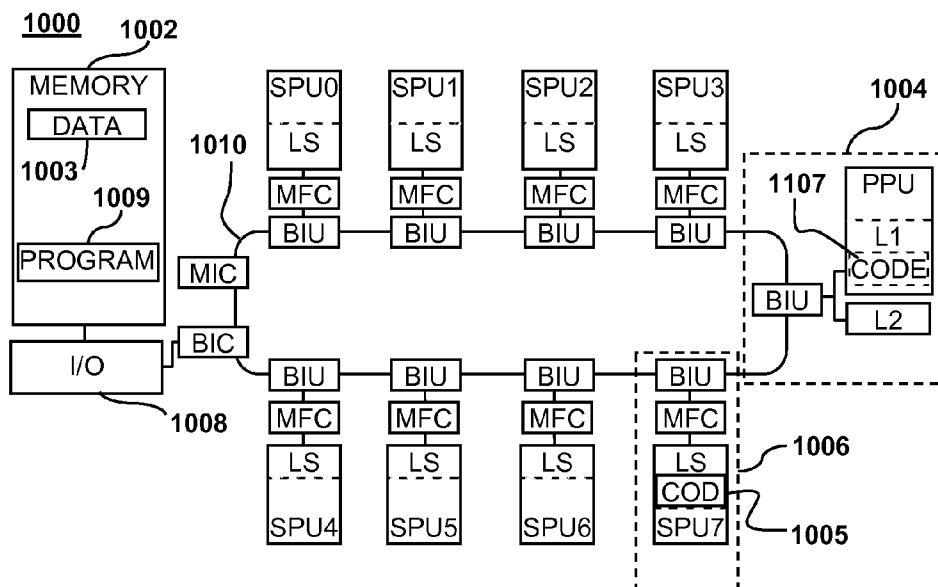 1000
1002
MEMORY
DATA
1003
1009
PROGRAM
I/O
1008
1010
MIC
BIC
SPU0
LS
MFC
BIU
SPU1
LS
MFC
BIU
SPU2
LS
MFC
BIU
SPU3
LS
MFC
BIU
1004
1107
PPU
L1
CODE
BIU
L2
BIU
MFC
LS
SPU4
BIU
MFC
LS
SPU5
BIU
MFC
LS
SPU6
BIU
MFC
LS
COD
SPU7
1006
1005